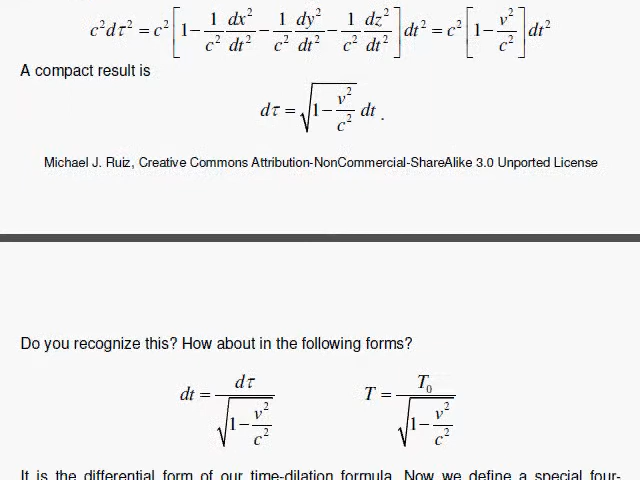 c²dτ² = c² [1 − 1/c² dx²/dt² − 1/c² dy²/dt² − 1/c² dz²/dt²] dt² = c² [1 − v²/c²] dt²
A compact result is
dτ = √(1 − v²/c²) dt .
Michael J. Ruiz, Creative Commons Attribution-NonCommercial-ShareAlike 3.0 Unported License
Do you recognize this? How about in the following forms?
dt = dτ / √(1 − v²/c²)    T = T₀ / √(1 − v²/c²)
It is the differential form of our time-dilation formula. Now we define a special four-